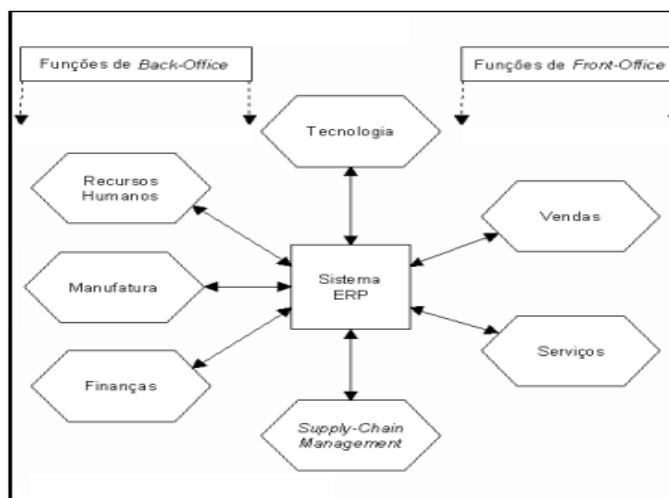 Funções de Back-Office
Funções de Front-Office
Tecnologia
Recursos
Humanos
Vendas
Manufatura
Sistema
ERP
Finanças
Serviços
Supply-Chain
Management